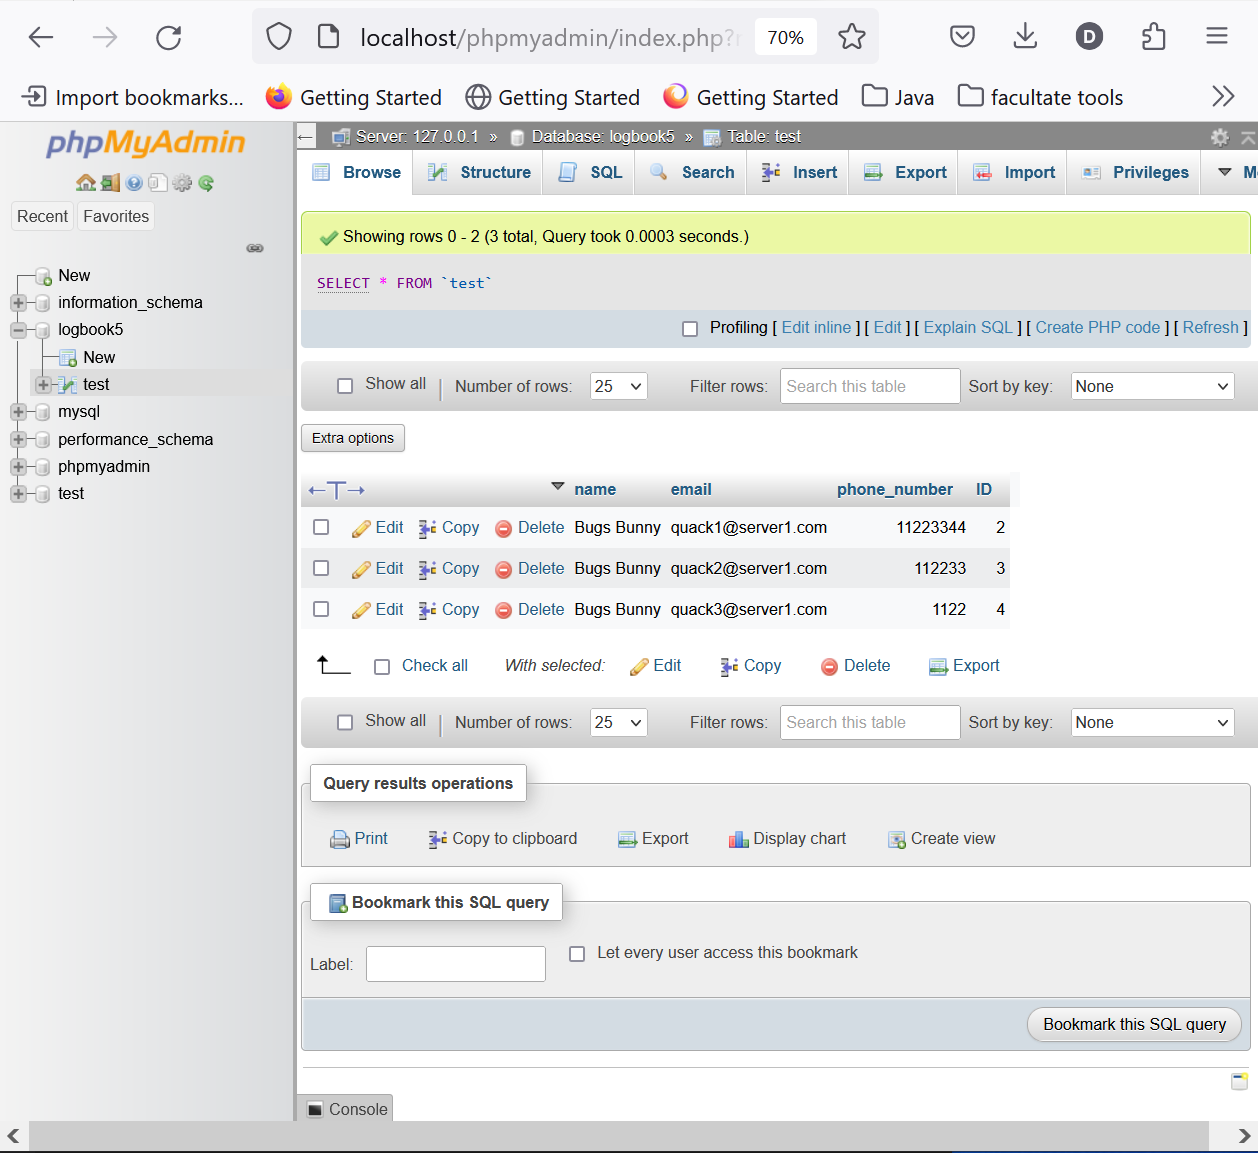 localhost/phpmyadmin/index.php? 70% D
Import bookmarks... Getting Started Getting Started Getting Started Java facultate tools
phpMyAdmin
Recent Favorites
New
information_schema
logbook5
New
test
mysql
performance_schema
phpmyadmin
test
Server: 127.0.0.1 » Database: logbook5 » Table: test
Browse Structure SQL Search Insert Export Import Privileges
Showing rows 0 - 2 (3 total, Query took 0.0003 seconds.)
SELECT * FROM `test`
Profiling [ Edit inline ] [ Edit ] [ Explain SQL ] [ Create PHP code ] [ Refresh ]
Show all | Number of rows: 25 Filter rows: Search this table Sort by key: None
Extra options
←T→ name email phone_number ID
Edit Copy Delete Bugs Bunny quack1@server1.com 11223344 2
Edit Copy Delete Bugs Bunny quack2@server1.com 112233 3
Edit Copy Delete Bugs Bunny quack3@server1.com 1122 4
Check all With selected: Edit Copy Delete Export
Show all | Number of rows: 25 Filter rows: Search this table Sort by key: None
Query results operations
Print Copy to clipboard Export Display chart Create view
Bookmark this SQL query
Label: Let every user access this bookmark
Bookmark this SQL query
Console